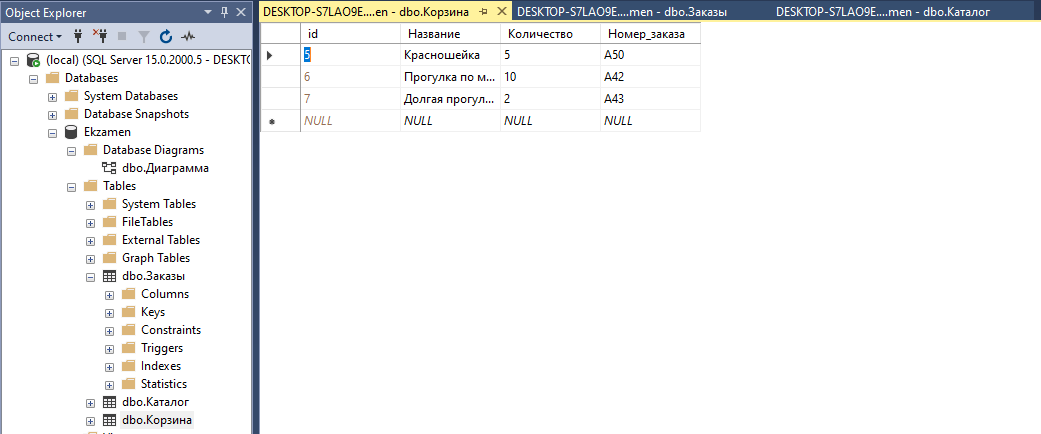 Object Explorer
Connect
(local) (SQL Server 15.0.2000.5 - DESKT
Databases
System Databases
Database Snapshots
Ekzamen
Database Diagrams
dbo.Диаграмма
Tables
System Tables
FileTables
External Tables
Graph Tables
dbo.Заказы
Columns
Keys
Constraints
Triggers
Indexes
Statistics
dbo.Каталог
dbo.Корзина
DESKTOP-S7LAO9E....en - dbo.Корзина DESKTOP-S7LAO9E....men - dbo.Заказы DESKTOP-S7LAO9E....men - dbo.Каталог
id Название Количество Номер_заказа
5 Красношейка 5 A50
6 Прогулка по м... 10 A42
7 Долгая прогул... 2 A43
NULL NULL NULL NULL